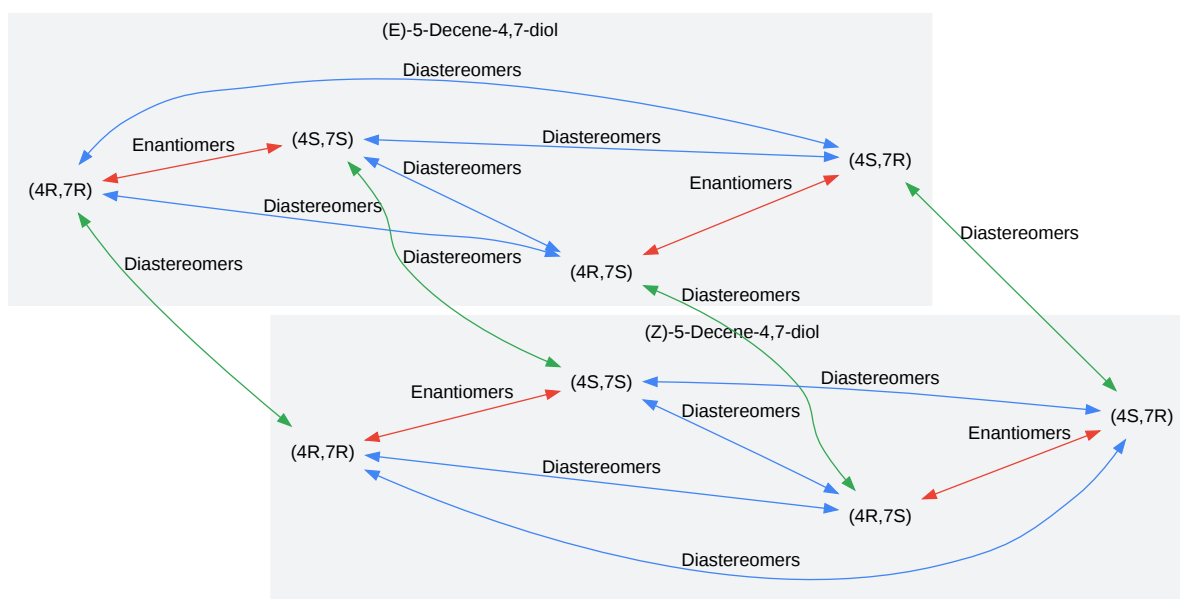 (E)-5-Decene-4,7-diol
Diastereomers
Enantiomers
(4S,7S)
Diastereomers
(4S,7R)
Diastereomers
Enantiomers
(4R,7R)
Diastereomers
Diastereomers
Diastereomers
Diastereomers
(4R,7S)
Diastereomers
(Z)-5-Decene-4,7-diol
(4S,7S)
Diastereomers
Enantiomers
Diastereomers
(4S,7R)
Enantiomers
(4R,7R)
Diastereomers
(4R,7S)
Diastereomers